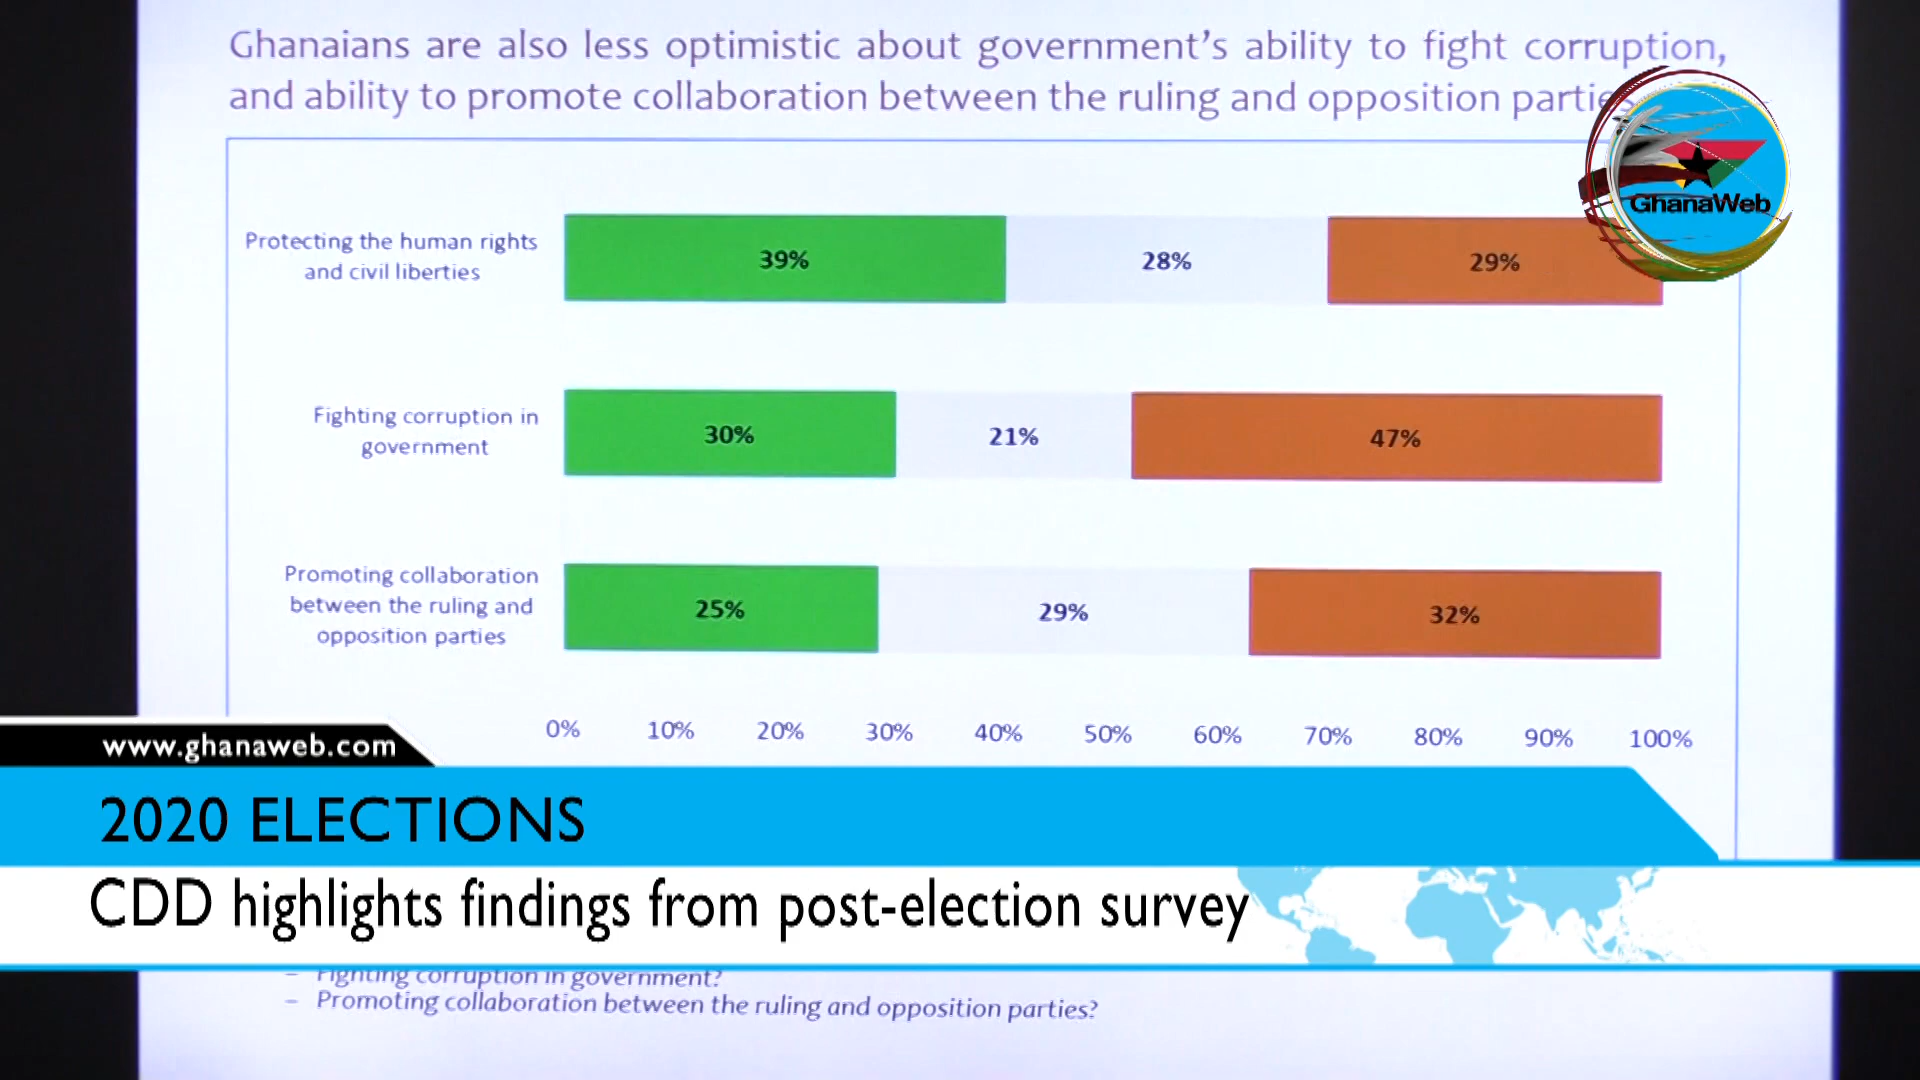 Ghanaians are also less optimistic about government's ability to fight corruption,
and ability to promote collaboration between the ruling and opposition
GhanaWeb
Protecting the human rights
and civil liberties
39% 28% 29%
Fighting corruption in
government
30% 21% 47%
Promoting collaboration
between the ruling and
opposition parties
25% 29% 32%
0% 10% 20% 30% 40% 50% 60% 70% 80% 90% 100%
www.ghanaweb.com
2020 ELECTIONS
CDD highlights findings from post-election survey
– Fighting corruption in government?
– Promoting collaboration between the ruling and opposition parties?